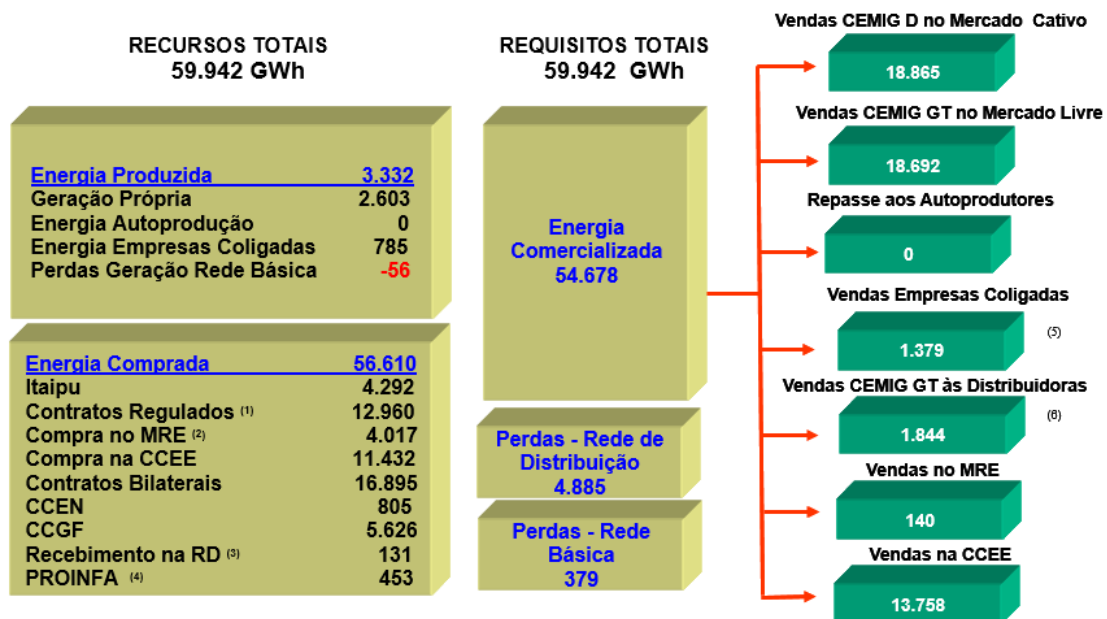 RECURSOS TOTAIS
59.942 GWh
Energia Produzida 3.332
Geração Própria 2.603
Energia Autoprodução 0
Energia Empresas Coligadas 785
Perdas Geração Rede Básica -56
Energia Comprada 56.610
Itaipu 4.292
Contratos Regulados (1) 12.960
Compra no MRE (2) 4.017
Compra na CCEE 11.432
Contratos Bilaterais 16.895
CCEN 805
CCGF 5.626
Recebimento na RD (3) 131
PROINFA (4) 453
REQUISITOS TOTAIS
59.942 GWh
Energia
Comercializada
54.678
Perdas - Rede de
Distribuição
4.885
Perdas - Rede
Básica
379
Vendas CEMIG D no Mercado Cativo
18.865
Vendas CEMIG GT no Mercado Livre
18.692
Repasse aos Autoprodutores
0
Vendas Empresas Coligadas
(5)
1.379
Vendas CEMIG GT às Distribuidoras
(6)
1.844
Vendas no MRE
140
Vendas na CCEE
13.758